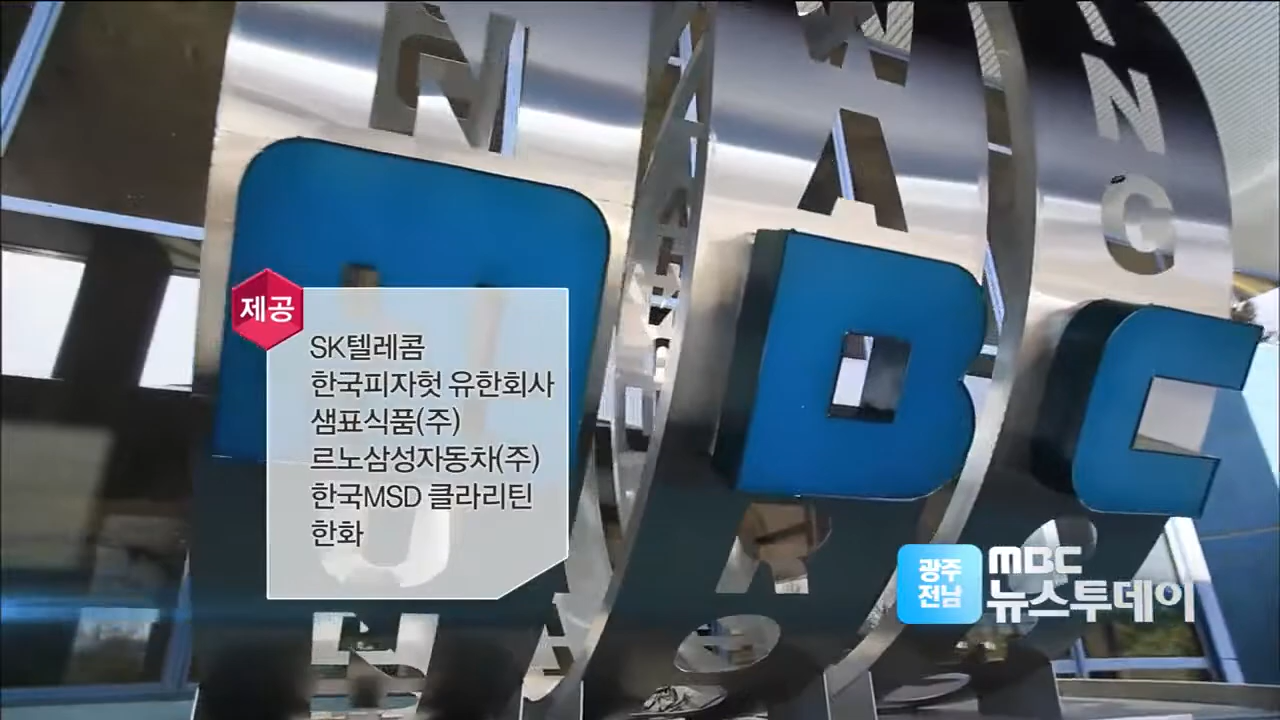 제공
SK텔레콤
한국피자헛 유한회사
샘표식품(주)
르노삼성자동차(주)
한국MSD 클라리틴
한화
MBC
광주
전남
MBC
뉴스투데이